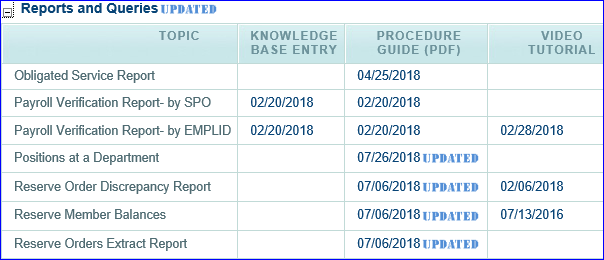 Reports and Queries UPDATED
TOPIC KNOWLEDGE BASE ENTRY PROCEDURE GUIDE (PDF) VIDEO TUTORIAL
Obligated Service Report 04/25/2018
Payroll Verification Report- by SPO 02/20/2018 02/20/2018
Payroll Verification Report- by EMPLID 02/20/2018 02/20/2018 02/28/2018
Positions at a Department 07/26/2018 UPDATED
Reserve Order Discrepancy Report 07/06/2018 UPDATED 02/06/2018
Reserve Member Balances 07/06/2018 UPDATED 07/13/2016
Reserve Orders Extract Report 07/06/2018 UPDATED